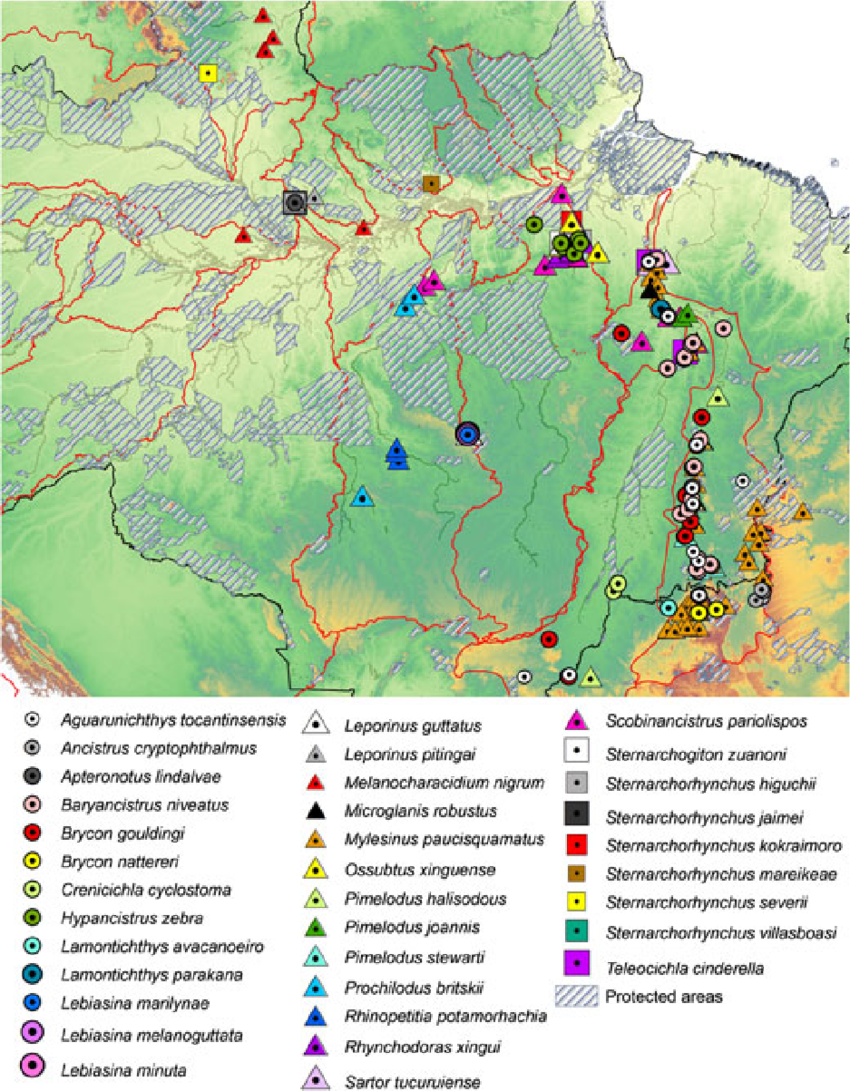 Aguarunichthys tocantinsensis
Ancistrus cryptophthalmus
Apteronotus lindalvae
Baryancistrus niveatus
Brycon gouldingi
Brycon nattereri
Crenicichla cyclostoma
Hypancistrus zebra
Lamontichthys avacanoeiro
Lamontichthys parakana
Lebiasina marilynae
Lebiasina melanoguttata
Lebiasina minuta
Leporinus guttatus
Leporinus pitingai
Melanocharacidium nigrum
Microglanis robustus
Mylesinus paucisquamatus
Ossubtus xinguense
Pimelodus halisodous
Pimelodus joannis
Pimelodus stewarti
Prochilodus britskii
Rhinopetitia potamorhachia
Rhynchodoras xingui
Sartor tucuruiense
Scobinancistrus pariolispos
Sternarchogiton zuanoni
Sternarchorhynchus higuchii
Sternarchorhynchus jaimei
Sternarchorhynchus kokraimoro
Sternarchorhynchus mareikeae
Sternarchorhynchus severii
Sternarchorhynchus villasboasi
Teleocichla cinderella
Protected areas